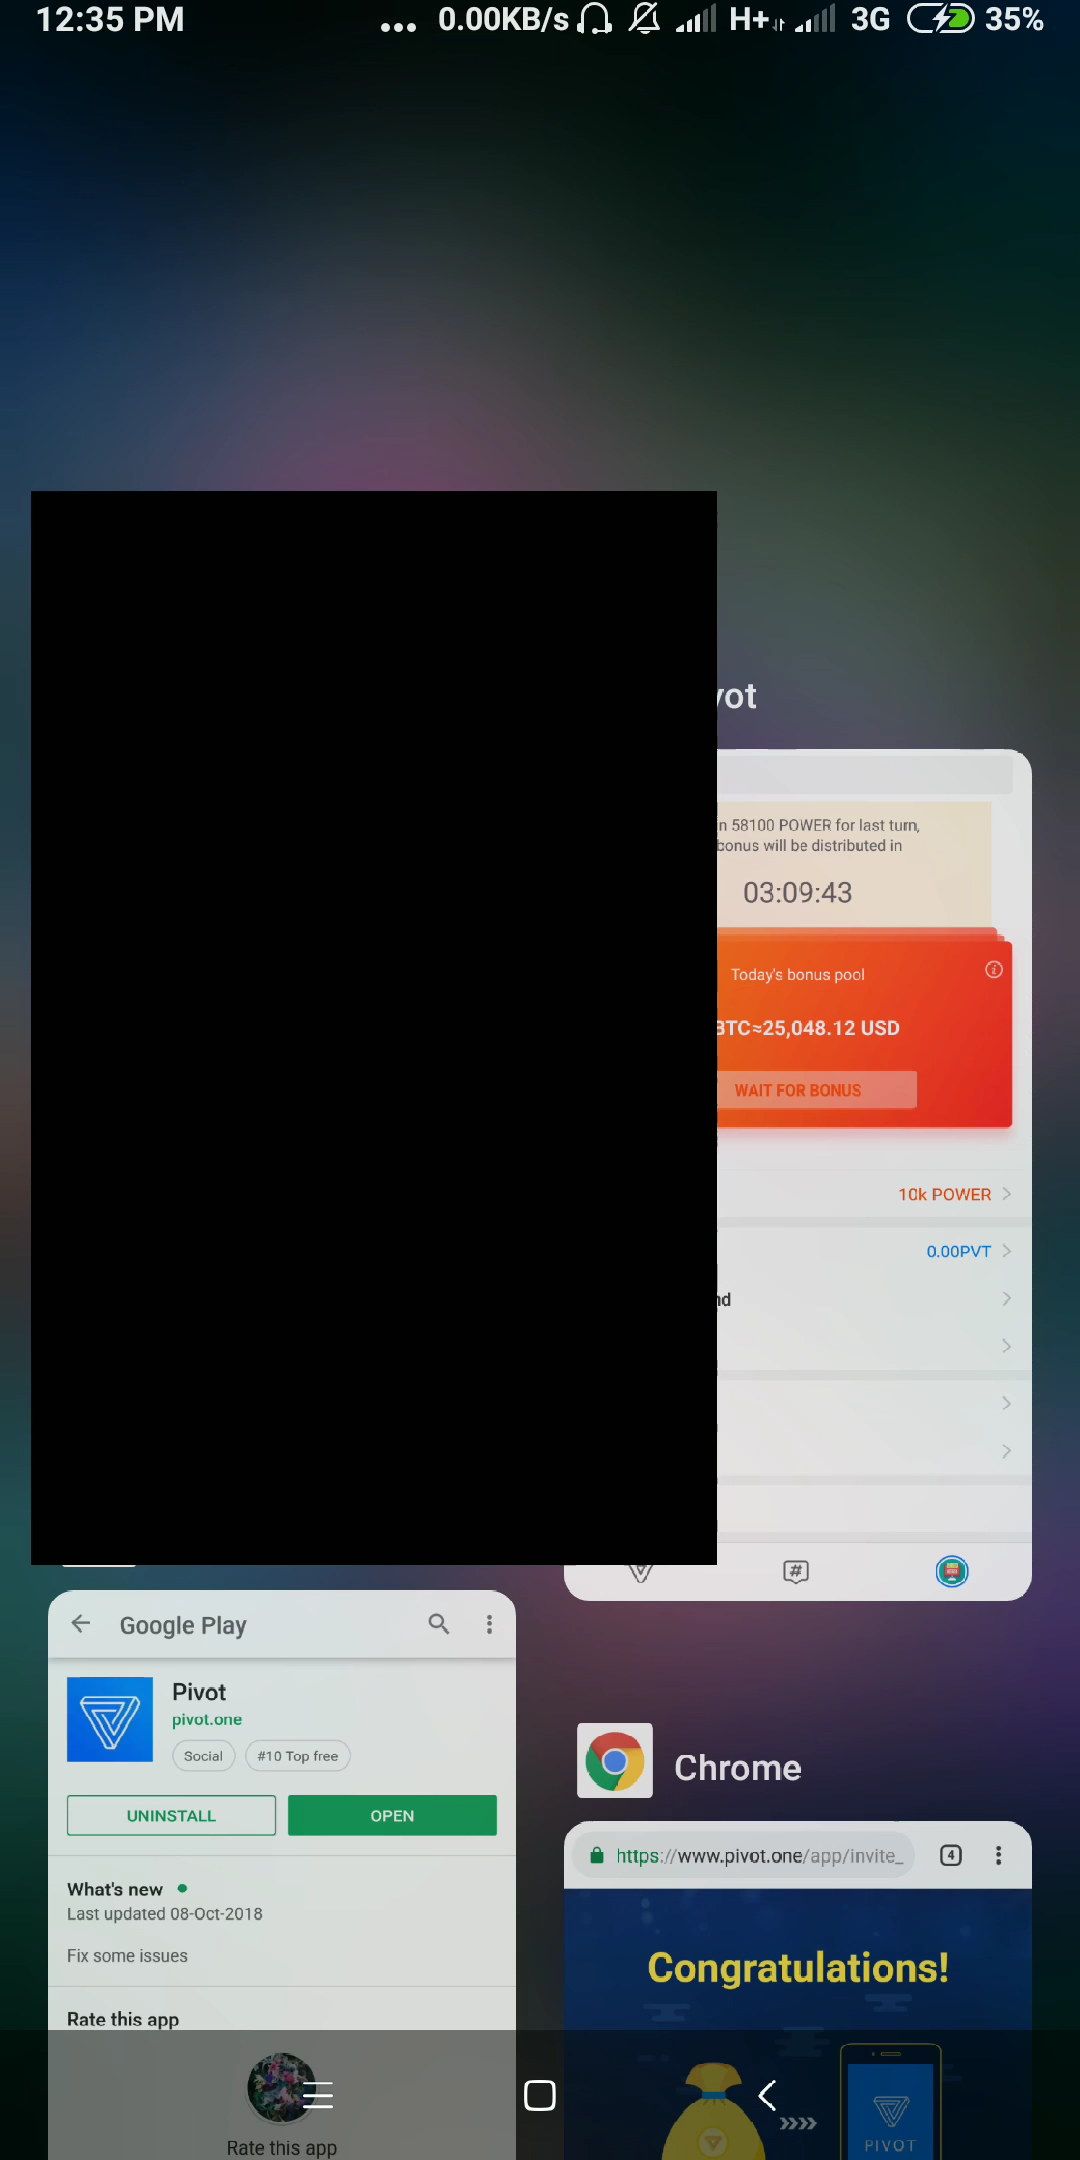 12:35 PM ... 0.00KB/s H+ 3G 35%
58100 POWER for last turn,
bonus will be distributed in
03:09:43
Today's bonus pool
BTC≈25,048.12 USD
WAIT FOR BONUS
10k POWER
0.00PVT
#
Google Play
Pivot
pivot.one
Social #10 Top free
UNINSTALL OPEN
What's new
Last updated 08-Oct-2018
Fix some issues
Rate this app
Rate this app
Chrome
https://www.pivot.one/app/invite_ 4
Congratulations!
PIVOT